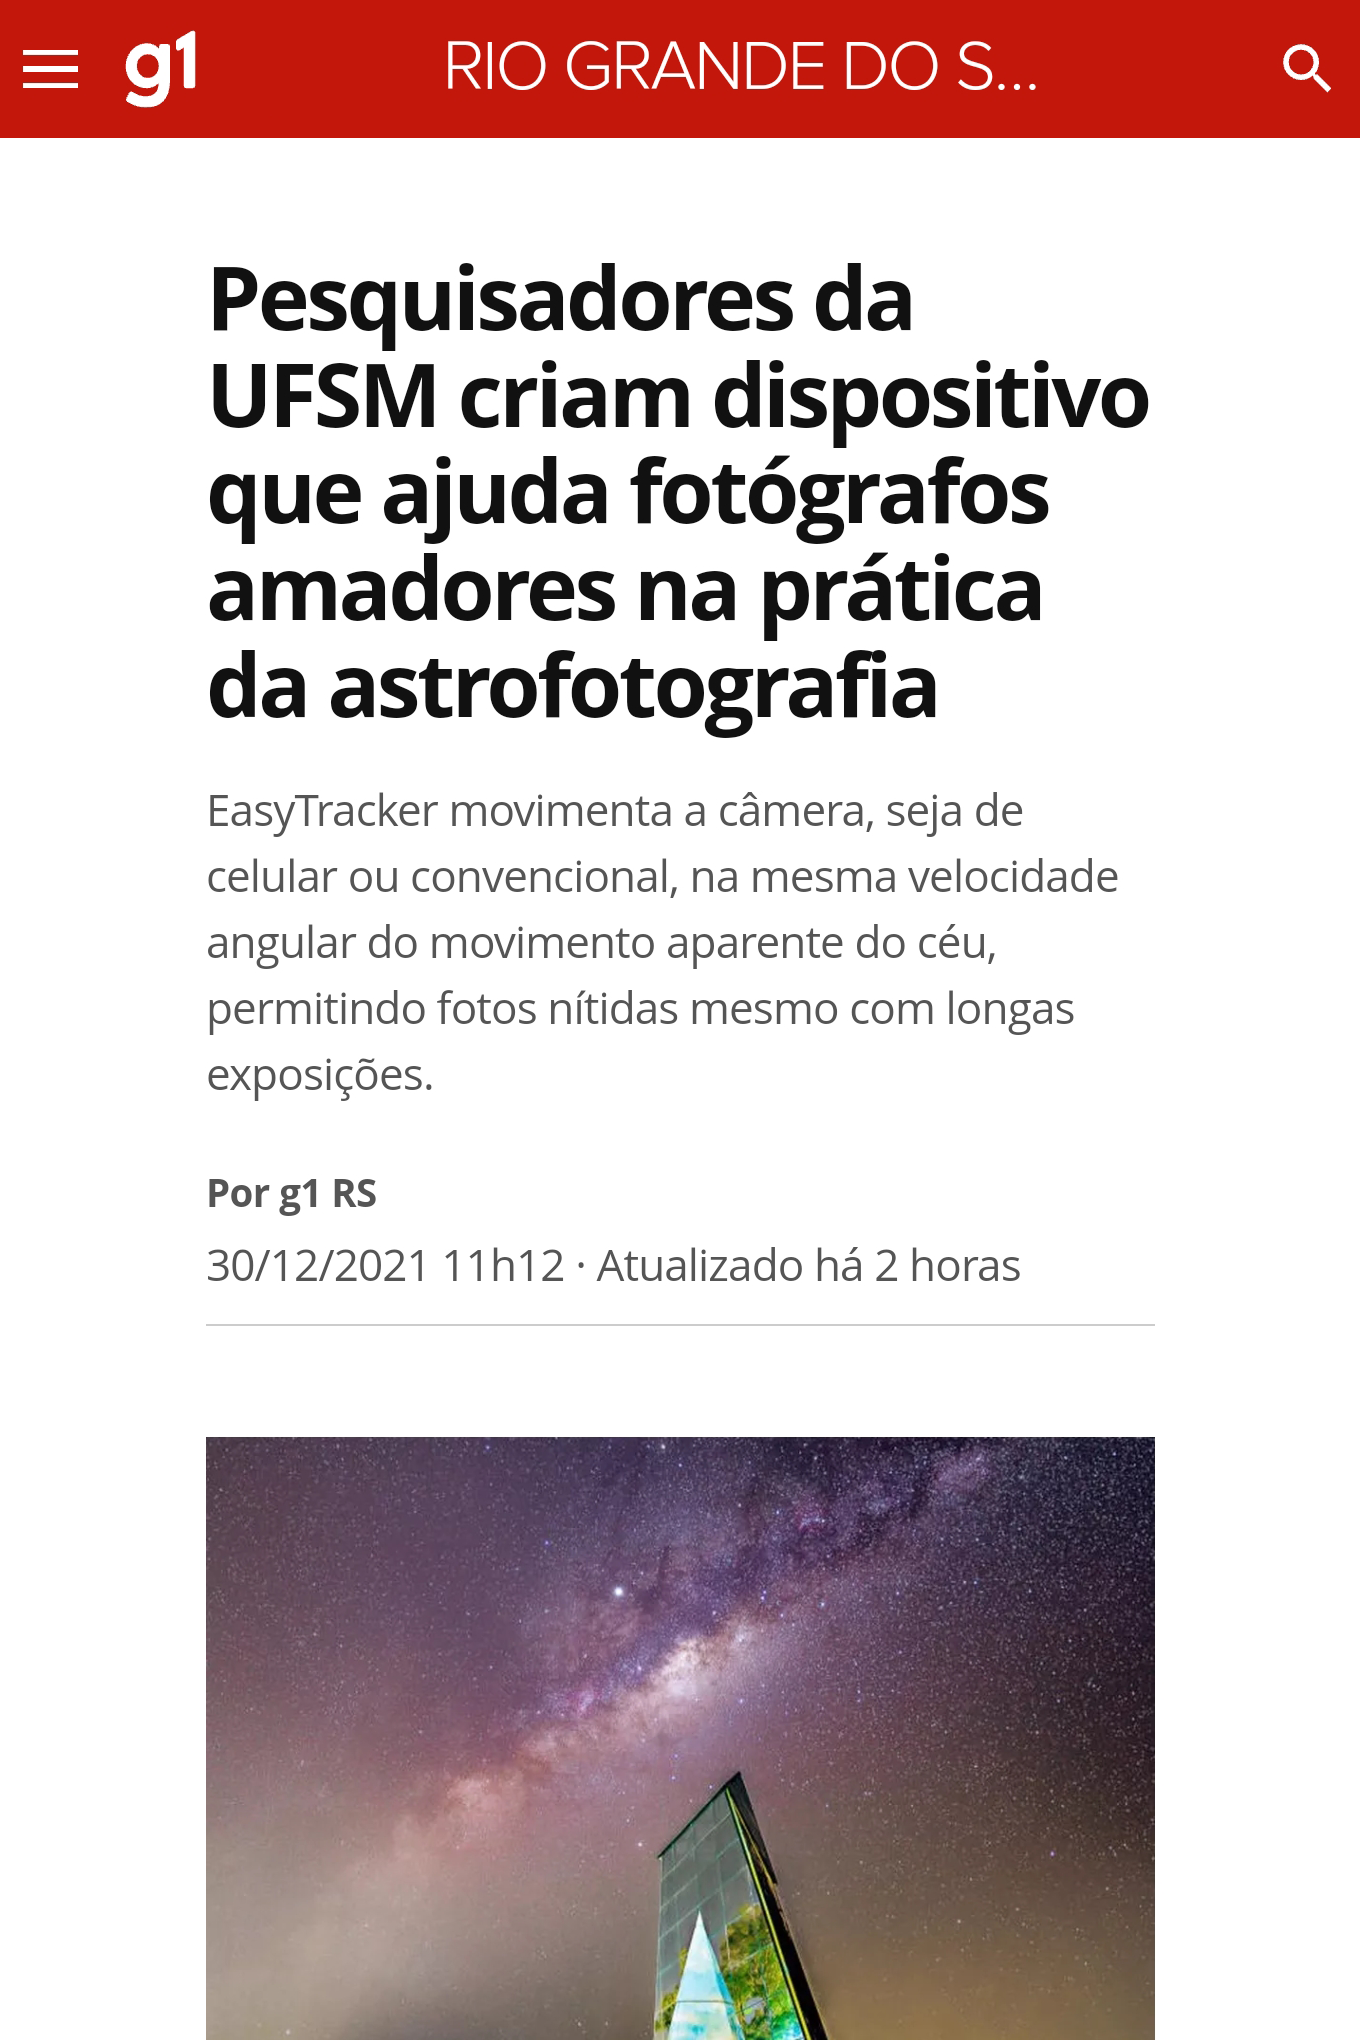 g1 RIO GRANDE DO S...
Pesquisadores da
UFSM criam dispositivo
que ajuda fotógrafos
amadores na prática
da astrofotografia
EasyTracker movimenta a câmera, seja de
celular ou convencional, na mesma velocidade
angular do movimento aparente do céu,
permitindo fotos nítidas mesmo com longas
exposições.
Por g1 RS
30/12/2021 11h12 · Atualizado há 2 horas